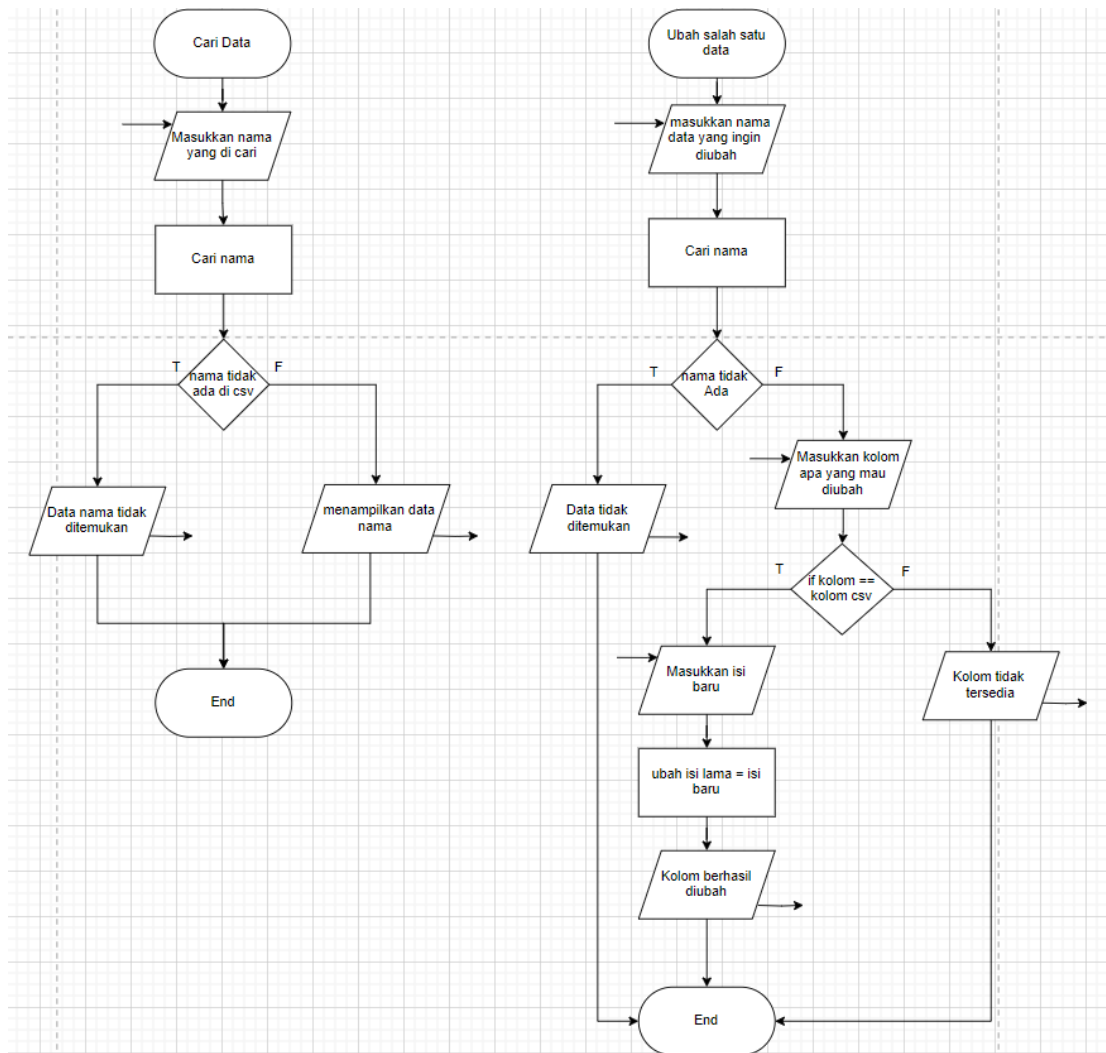 Cari Data
Masukkan nama
yang di cari
Cari nama
T
F
nama tidak
ada di csv
Data nama tidak
ditemukan
menampilkan data
nama
End
Ubah salah satu
data
masukkan nama
data yang ingin
diubah
Cari nama
T
F
nama tidak
Ada
Data tidak
ditemukan
Masukkan kolom
apa yang mau
diubah
T
F
if kolom ==
kolom csv
Masukkan isi
baru
Kolom tidak
tersedia
ubah isi lama = isi
baru
Kolom berhasil
diubah
End